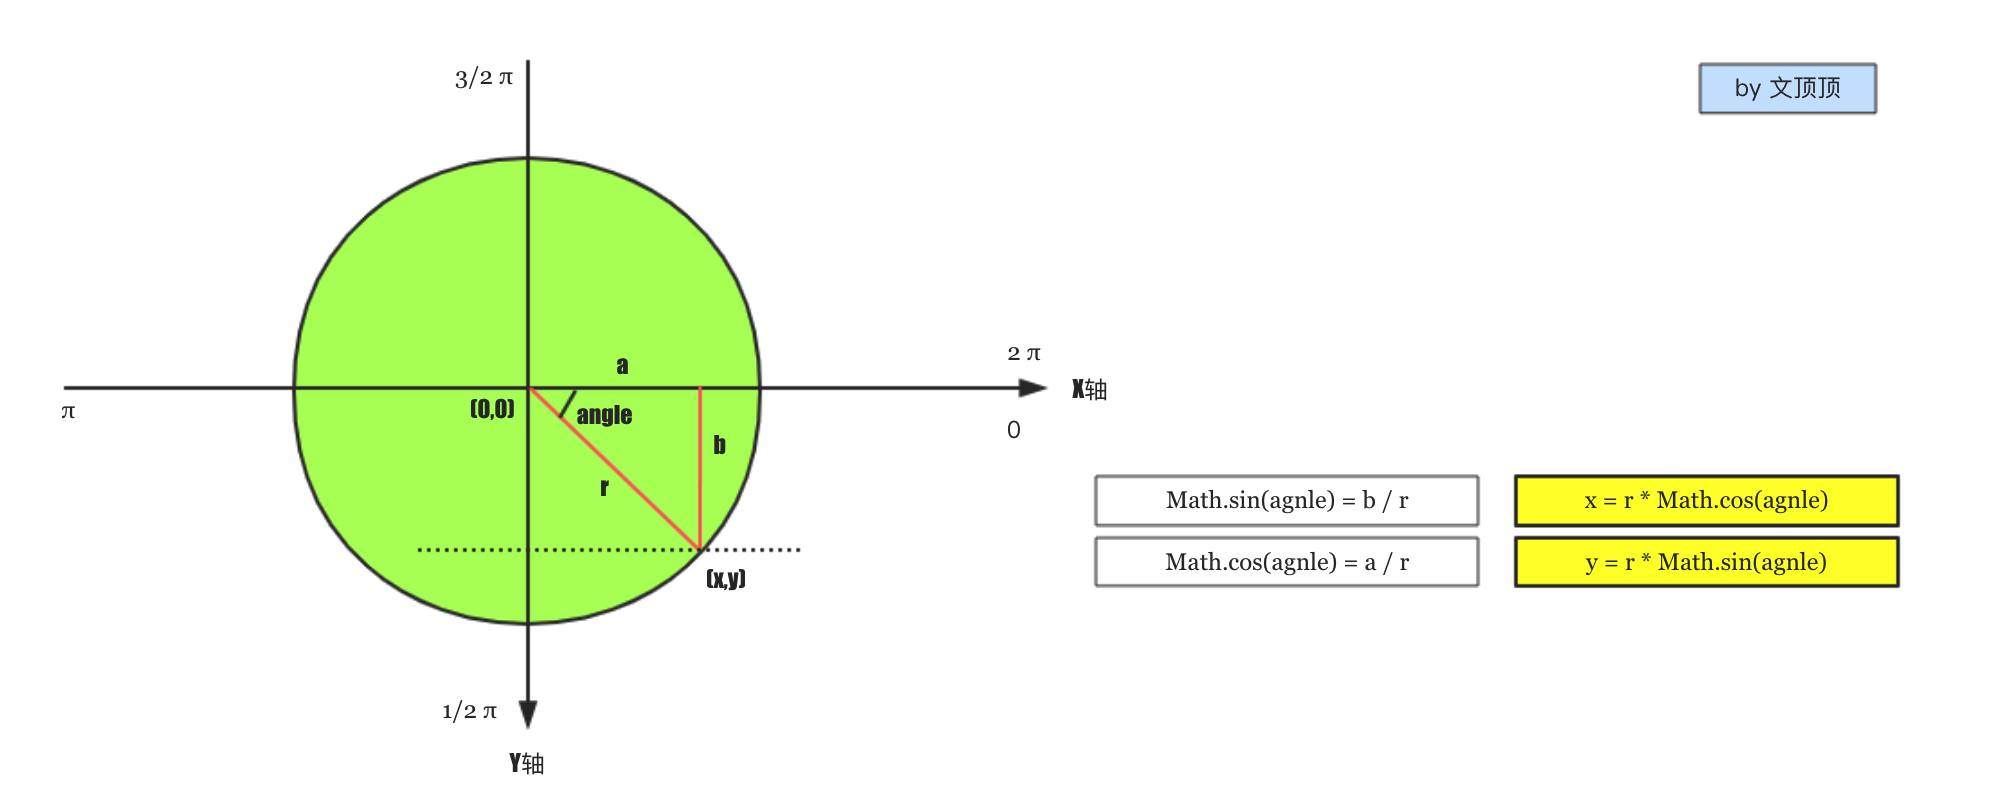 3/2 π
by 文顶顶
2 π
a
X轴
π
(0,0)
angle
0
b
r
Math.sin(agnle) = b / r
x = r * Math.cos(agnle)
Math.cos(agnle) = a / r
y = r * Math.sin(agnle)
(x,y)
1/2 π
Y轴